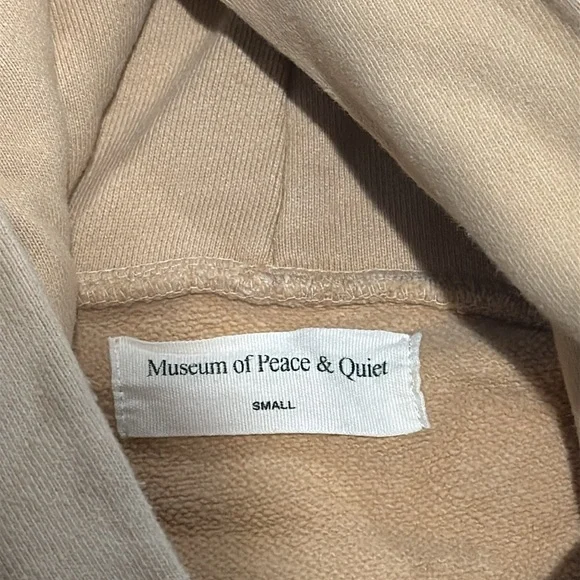 Museum of Peace & Quiet
SMALL